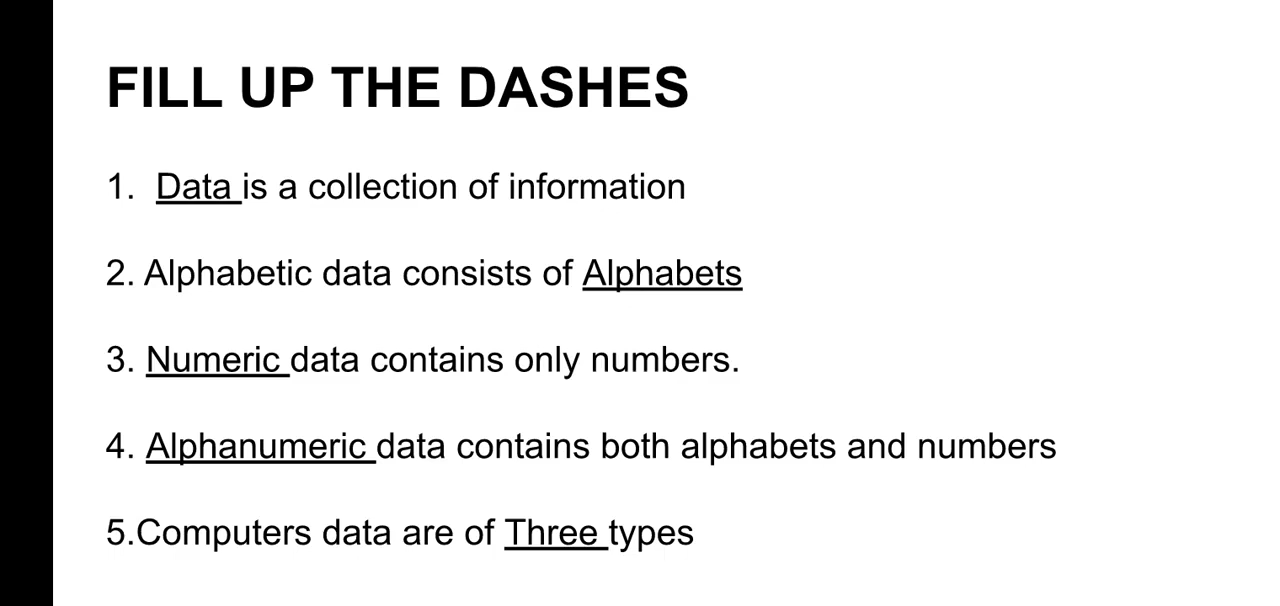 FILL UP THE DASHES
1. Data is a collection of information
2. Alphabetic data consists of Alphabets
3. Numeric data contains only numbers.
4. Alphanumeric data contains both alphabets and numbers
5.Computers data are of Three types